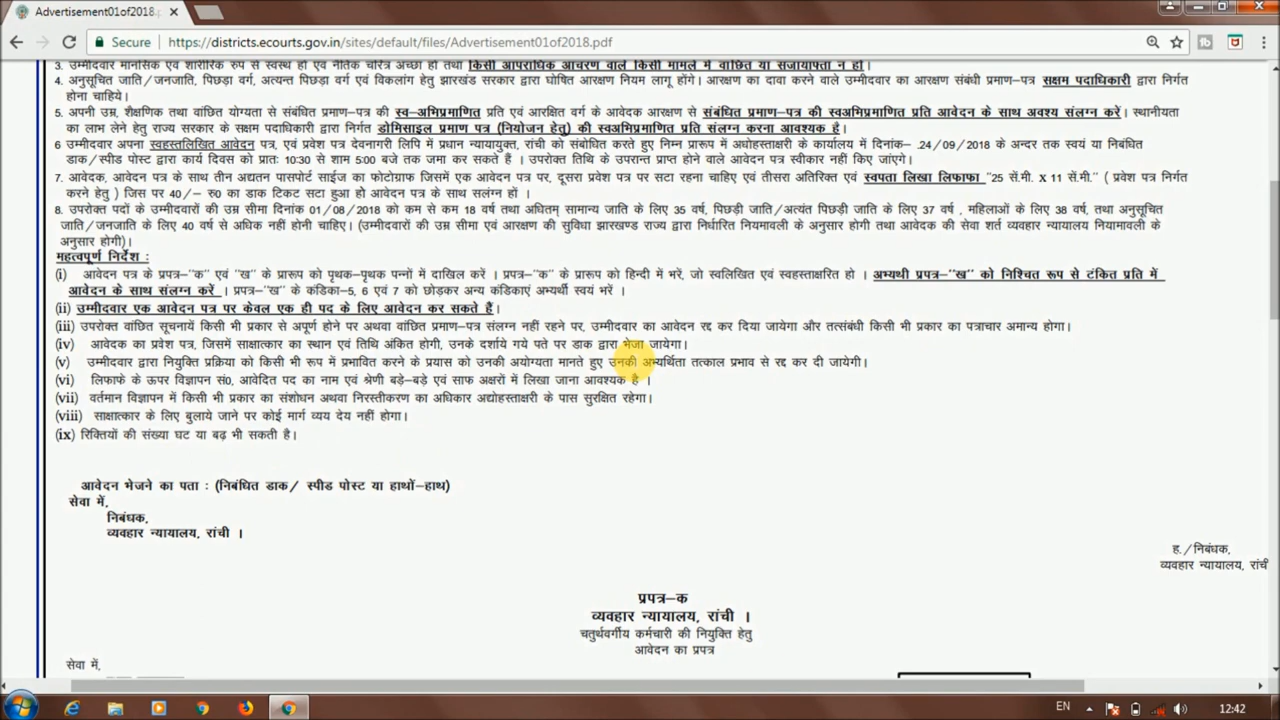 Advertisement01of2018.p
Secure
https://districts.ecourts.gov.in/sites/default/files/Advertisement01of2018.pdf
3. उम्मीदवार मानसिक एवं शारीरिक रुप से स्वस्थ हो एवं नैतिक चरित्र अच्छा हो तथा किसी आपराधिक आचरण वाले किसी मामले में वांछित या सजायाफ्ता न हो।
4. अनुसूचित जाति/जनजाति, पिछड़ा वर्ग, अत्यन्त पिछड़ा वर्ग एवं विकलांग हेतु झारखंड सरकार द्वारा घोषित आरक्षण नियम लागू होंगे। आरक्षण का दावा करने वाले उम्मीदवार का आरक्षण संबंधी प्रमाण-पत्र सक्षम पदाधिकारी द्वारा निर्गत
होना चाहिये।
5. अपनी उम्र, शैक्षणिक तथा वांछित योग्यता से संबंधित प्रमाण-पत्र की स्व-अभिप्रमाणित प्रति एवं आरक्षित वर्ग के आवेदक आरक्षण से संबंधित प्रमाण-पत्र की स्वअभिप्रमाणित प्रति आवेदन के साथ अवश्य संलग्न करें। स्थानीयता
का लाभ लेने हेतु राज्य सरकार के सक्षम पदाधिकारी द्वारा निर्गत डोमिसाइल प्रमाण पत्र (नियोजन हेतु) की स्वअभिप्रमाणित प्रति संलग्न करना आवश्यक है।
6 उम्मीदवार अपना स्वहस्तलिखित आवेदन पत्र, एवं प्रवेश पत्र देवनागरी लिपि में प्रधान न्यायायुक्त, रांची को संबोधित करते हुए निम्न प्रारूप में अधोहस्ताक्षरी के कार्यालय में दिनांक- .24/09/2018 के अन्दर तक स्वयं या निबंधित
डाक/स्पीड पोस्ट द्वारा कार्य दिवस को प्रातः 10:30 से शाम 5:00 बजे तक जमा कर सकते हैं । उपरोक्त तिथि के उपरान्त प्राप्त होने वाले आवेदन पत्र स्वीकार नहीं किए जाएंगे।
7. आवेदक, आवेदन पत्र के साथ तीन अद्यतन पासपोर्ट साईज का फोटोग्राफ जिसमें एक आवेदन पत्र पर, दूसरा प्रवेश पत्र पर सटा रहना चाहिए एवं तीसरा अतिरिक्त एवं स्वपता लिखा लिफाफा "25 सें.मी. x 11 सें.मी." ( प्रवेश पत्र निर्गत
करने हेतु ) जिस पर 40/- रु0 का डाक टिकट सटा हुआ हो आवेदन पत्र के साथ सलंग्न हों ।
8. उपरोक्त पदों के उम्मीदवारों की उम्र सीमा दिनांक 01/08/2018 को कम से कम 18 वर्ष तथा अधितम् सामान्य जाति के लिए 35 वर्ष, पिछड़ी जाति/अत्यंत पिछड़ी जाति के लिए 37 वर्ष , महिलाओं के लिए 38 वर्ष, तथा अनुसूचित
जाति/जनजाति के लिए 40 वर्ष से अधिक नहीं होनी चाहिए। (उम्मीदवारों की उम्र सीमा एवं आरक्षण की सुविधा झारखण्ड राज्य द्वारा निर्धारित नियमावली के अनुसार होगी तथा आवेदक की सेवा शर्त व्यवहार न्यायालय नियामवली के
अनुसार होगी)।
महत्वपूर्ण निर्देश :
(i) आवेदन पत्र के प्रपत्र-"क" एवं "ख" के प्रारूप को पृथक-पृथक पन्नों में दाखिल करें । प्रपत्र-"क" के प्रारूप को हिन्दी में भरें, जो स्वलिखित एवं स्वहस्ताक्षरित हो । अभ्यथी प्रपत्र-"ख" को निश्चित रूप से टंकित प्रति में
आवेदन के साथ संलग्न करें । प्रपत्र-"ख" के कंडिका-5, 6 एवं 7 को छोड़कर अन्य कंडिकाएं अभ्यर्थी स्वयं भरें ।
(ii) उम्मीदवार एक आवेदन पत्र पर केवल एक ही पद के लिए आवेदन कर सकते हैं।
(iii) उपरोक्त वांछित सूचनायें किसी भी प्रकार से अपूर्ण होने पर अथवा वांछित प्रमाण-पत्र संलग्न नहीं रहने पर, उम्मीदवार का आवेदन रद्द कर दिया जायेगा और तत्संबंधी किसी भी प्रकार का पत्राचार अमान्य होगा।
(iv) आवेदक का प्रवेश पत्र, जिसमें साक्षात्कार का स्थान एवं तिथि अंकित होगी, उनके दर्शाये गये पते पर डाक द्वारा भेजा जायेगा।
(v) उम्मीदवार द्वारा नियुक्ति प्रक्रिया को किसी भी रूप में प्रभावित करने के प्रयास को उनकी अयोग्यता मानते हुए उनकी अभ्यर्थिता तत्काल प्रभाव से रद्द कर दी जायेगी।
(vi) लिफाफे के ऊपर विज्ञापन सं0, आवेदित पद का नाम एवं श्रेणी बड़े-बड़े एवं साफ अक्षरों में लिखा जाना आवश्यक है ।
(vii) वर्तमान विज्ञापन में किसी भी प्रकार का संशोधन अथवा निरस्तीकरण का अधिकार अद्योहस्ताक्षरी के पास सुरक्षित रहेगा।
(viii) साक्षात्कार के लिए बुलाये जाने पर कोई मार्ग व्यय देय नहीं होगा।
(ix) रिक्तियों की संख्या घट या बढ़ भी सकती है।
आवेदन भेजने का पता : (निबंधित डाक/ स्पीड पोस्ट या हाथों-हाथ)
सेवा में,
निबंधक,
व्यवहार न्यायालय, रांची ।
ह./निबंधक,
व्यवहार न्यायालय, रांची
प्रपत्र-क
व्यवहार न्यायालय, रांची ।
चतुर्थवर्गीय कर्मचारी की नियुक्ति हेतु
आवेदन का प्रपत्र
सेवा में,
EN
12:42